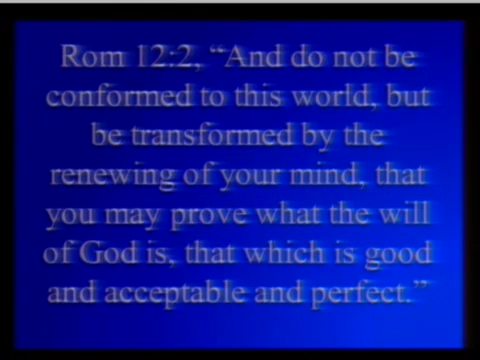 Rom 12:2, “And do not be
conformed to this world, but
be transformed by the
renewing of your mind, that
you may prove what the will
of God is, that which is good
and acceptable and perfect.”